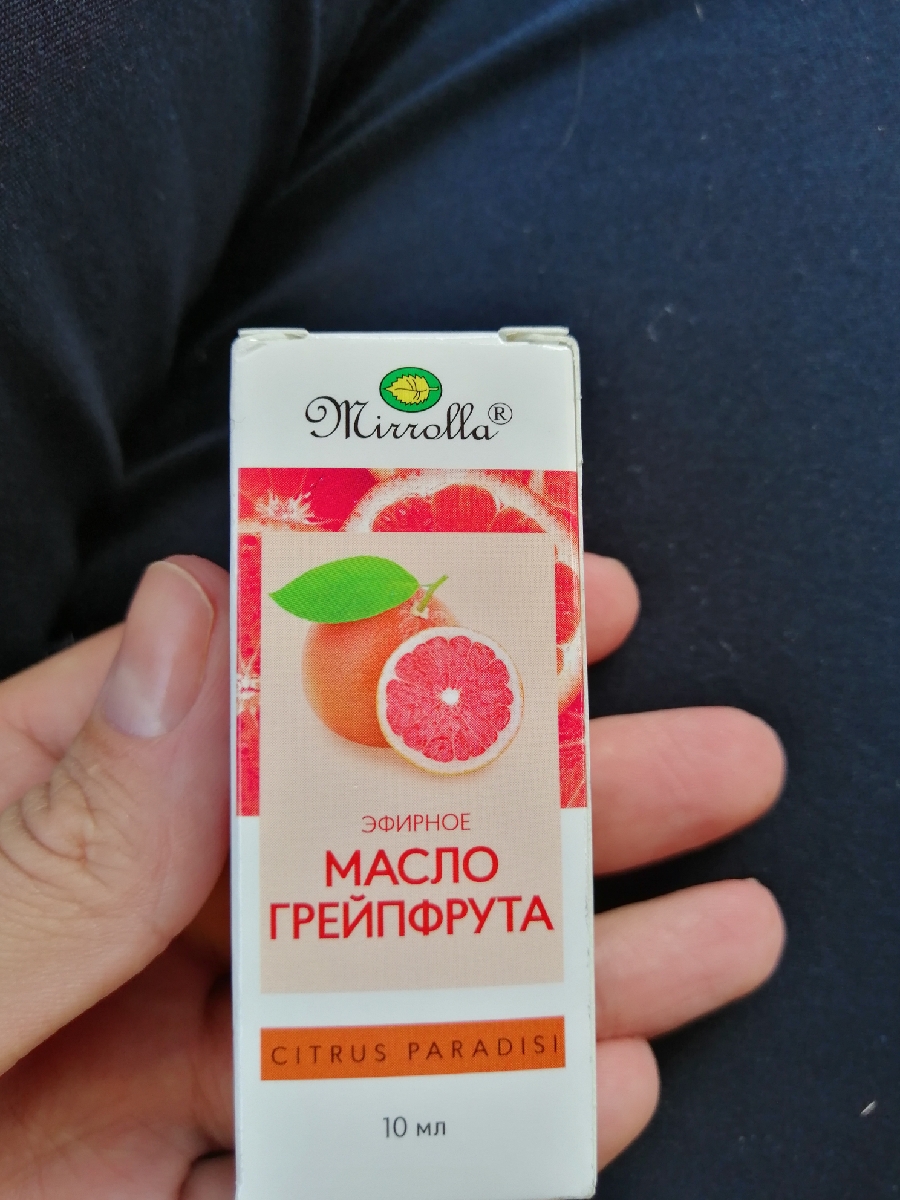 Mirrolla®
ЭФИРНОЕ
МАСЛО
ГРЕЙПФРУТА
CITRUS PARADISI
10 мл